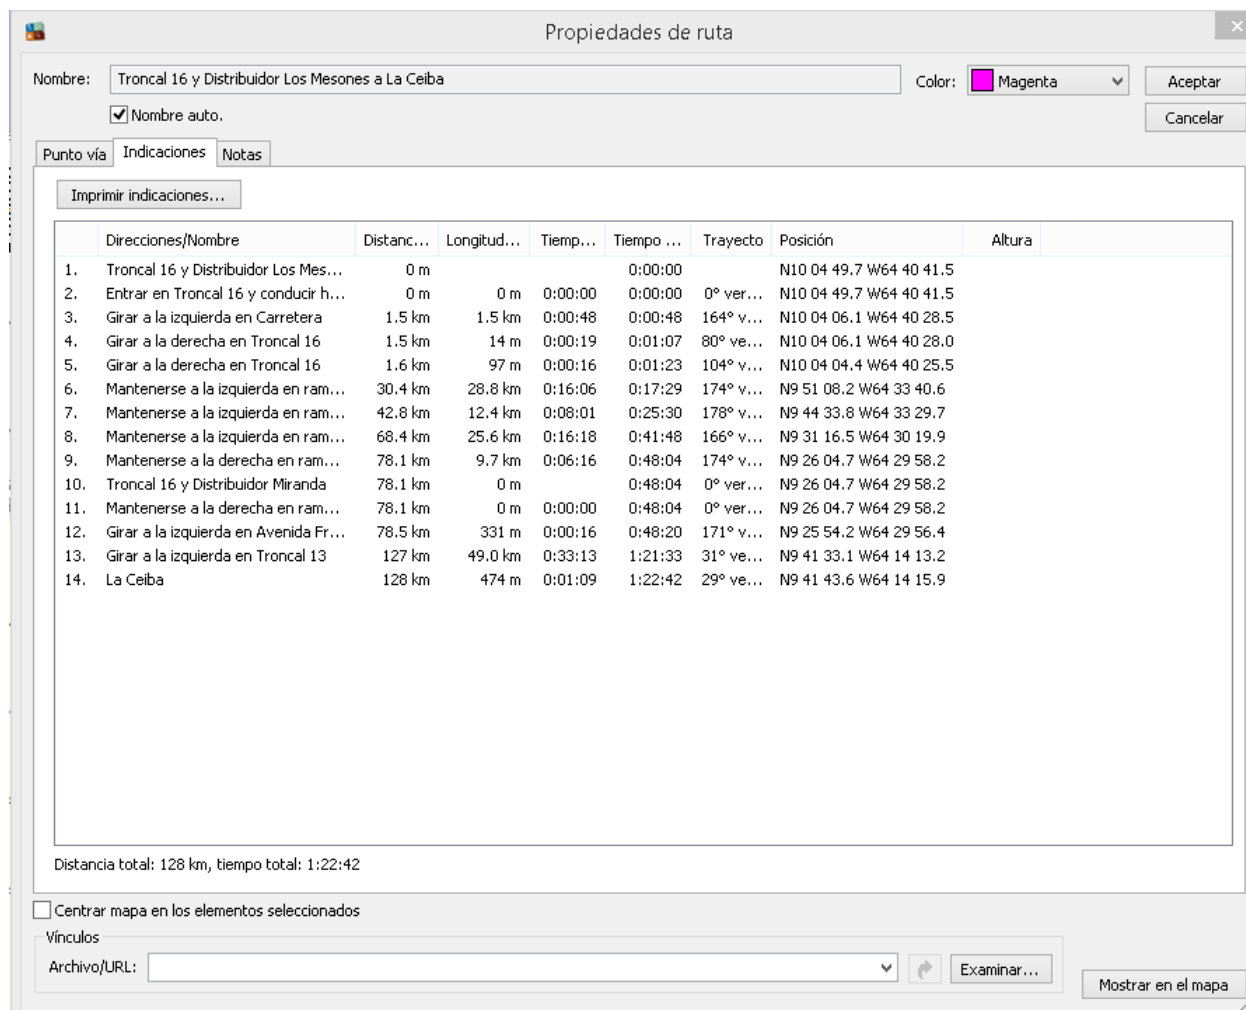 Propiedades de ruta
Nombre: Troncal 16 y Distribuidor Los Mesones a La Ceiba Color: Magenta Aceptar
Nombre auto. Cancelar
Punto vía Indicaciones Notas
Imprimir indicaciones...
Direcciones/Nombre Distanc... Longitud... Tiemp... Tiempo ... Trayecto Posición Altura
1. Troncal 16 y Distribuidor Los Mes... 0 m 0:00:00 N10 04 49.7 W64 40 41.5
2. Entrar en Troncal 16 y conducir h... 0 m 0 m 0:00:00 0:00:00 0° ver... N10 04 49.7 W64 40 41.5
3. Girar a la izquierda en Carretera 1.5 km 1.5 km 0:00:48 0:00:48 164° v... N10 04 06.1 W64 40 28.5
4. Girar a la derecha en Troncal 16 1.5 km 14 m 0:00:19 0:01:07 80° ve... N10 04 06.1 W64 40 28.0
5. Girar a la derecha en Troncal 16 1.6 km 97 m 0:00:16 0:01:23 104° v... N10 04 04.4 W64 40 25.5
6. Mantenerse a la izquierda en ram... 30.4 km 28.8 km 0:16:06 0:17:29 174° v... N9 51 08.2 W64 33 40.6
7. Mantenerse a la izquierda en ram... 42.8 km 12.4 km 0:08:01 0:25:30 178° v... N9 44 33.8 W64 33 29.7
8. Mantenerse a la izquierda en ram... 68.4 km 25.6 km 0:16:18 0:41:48 166° v... N9 31 16.5 W64 30 19.9
9. Mantenerse a la derecha en ram... 78.1 km 9.7 km 0:06:16 0:48:04 174° v... N9 26 04.7 W64 29 58.2
10. Troncal 16 y Distribuidor Miranda 78.1 km 0 m 0:48:04 0° ver... N9 26 04.7 W64 29 58.2
11. Mantenerse a la derecha en ram... 78.1 km 0 m 0:00:00 0:48:04 0° ver... N9 26 04.7 W64 29 58.2
12. Girar a la izquierda en Avenida Fr... 78.5 km 331 m 0:00:16 0:48:20 171° v... N9 25 54.2 W64 29 56.4
13. Girar a la izquierda en Troncal 13 127 km 49.0 km 0:33:13 1:21:33 31° ve... N9 41 33.1 W64 14 13.2
14. La Ceiba 128 km 474 m 0:01:09 1:22:42 29° ve... N9 41 43.6 W64 14 15.9
Distancia total: 128 km, tiempo total: 1:22:42
Centrar mapa en los elementos seleccionados
Vínculos
Archivo/URL: Examinar...
Mostrar en el mapa